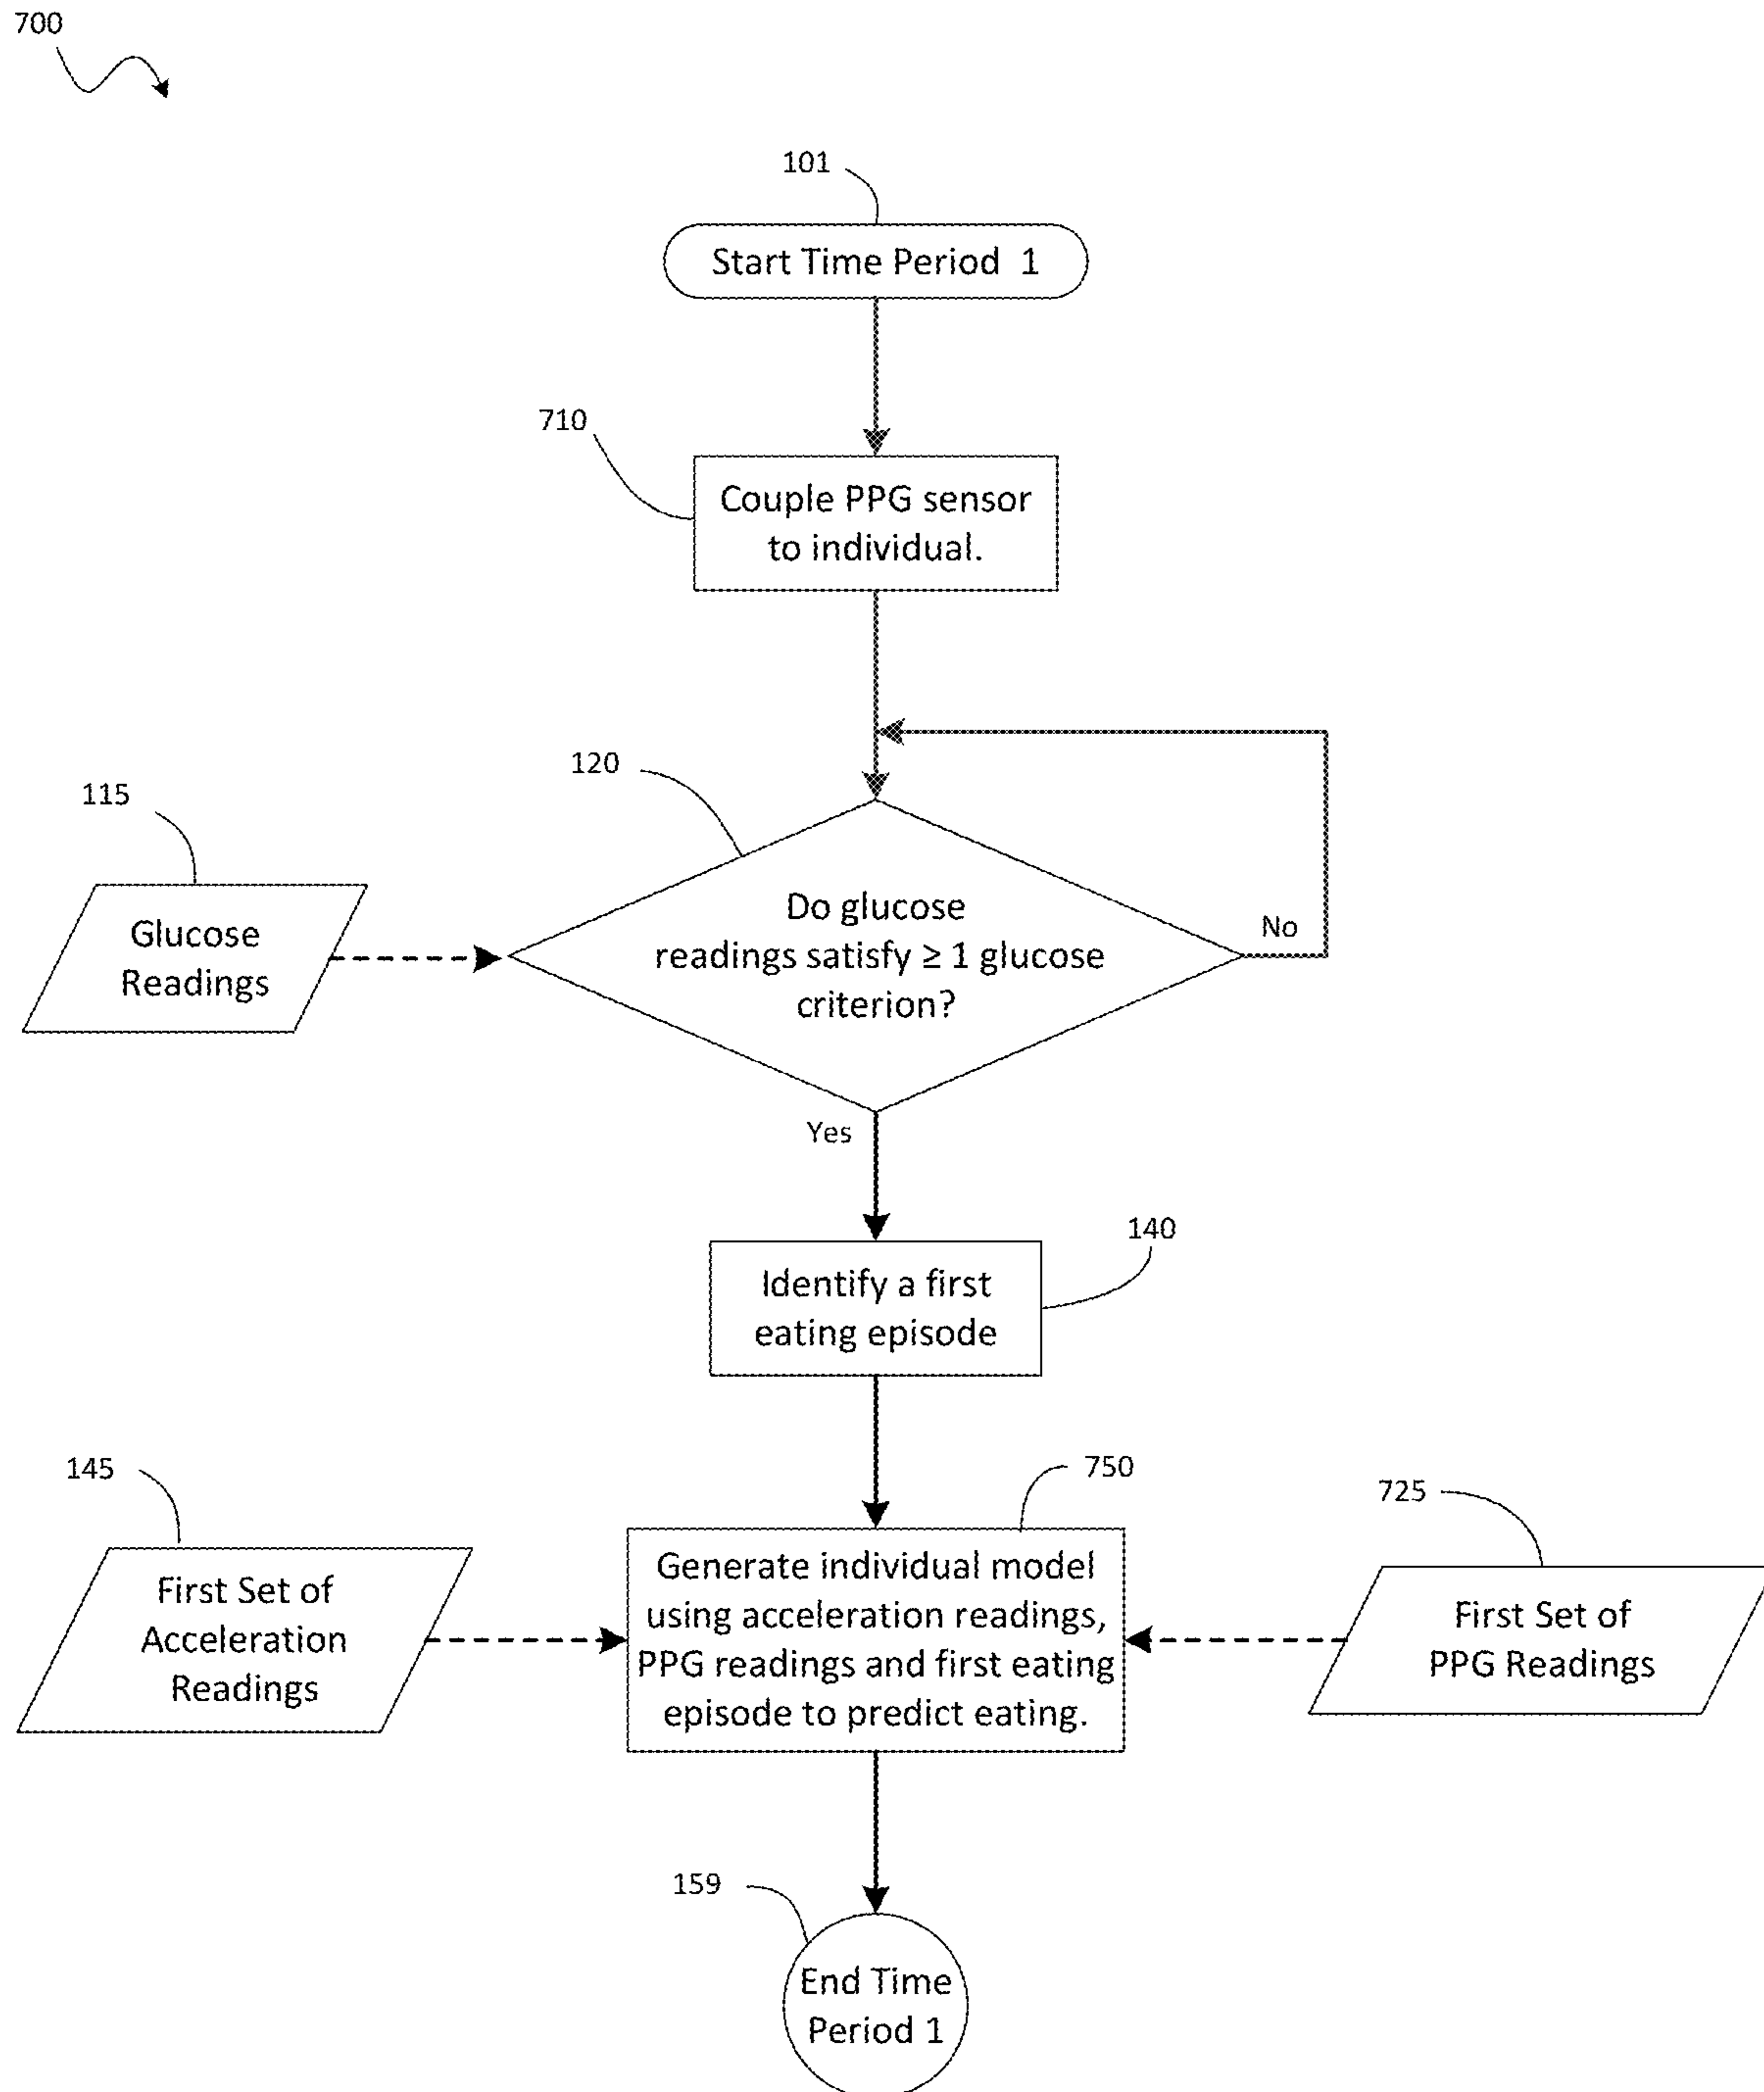 700
101
Start Time Period 1
710
Couple PPG sensor
to individual.
120
115
Glucose
Readings
Do glucose
readings satisfy ≥ 1 glucose
criterion?
No
Yes
140
Identify a first
eating episode
145
750
725
First Set of
Acceleration
Readings
Generate individual model
using acceleration readings,
PPG readings and first eating
episode to predict eating.
First Set of
PPG Readings
159
End Time
Period 1